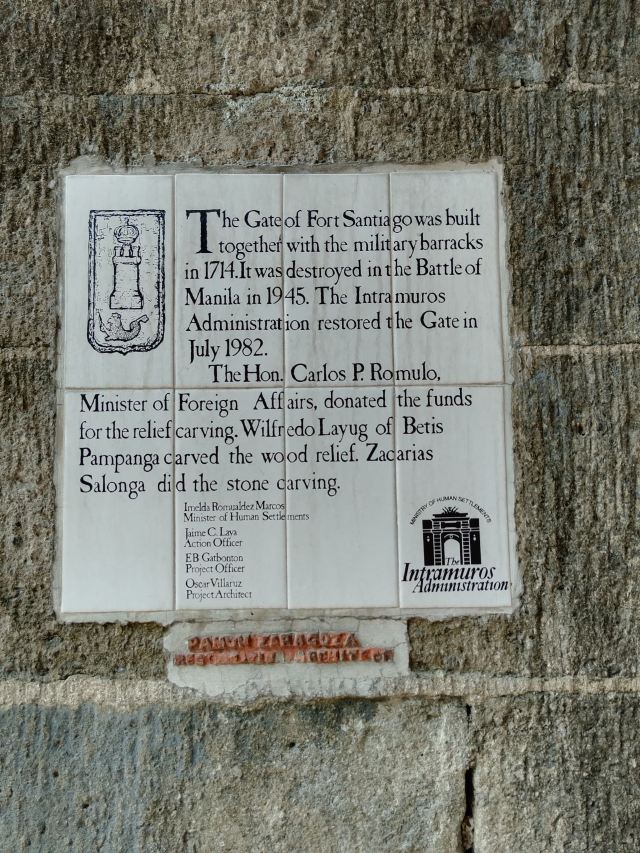 The Gate of Fort Santiago was built
together with the military barracks
in 1714. It was destroyed in the Battle of
Manila in 1945. The Intramuros
Administration restored the Gate in
July 1982.
The Hon. Carlos P. Romulo,
Minister of Foreign Affairs, donated the funds
for the relief carving. Wilfredo Layug of Betis
Pampanga carved the wood relief. Zacarias
Salonga did the stone carving.
Imelda Romualdez Marcos
Minister of Human Settlements
Jaime C. Laya
Action Officer
EB Gatbonton
Project Officer
Oscar Villaruz
Project Architect
MINISTRY OF HUMAN SETTLEMENTS
The
Intramuros
Administration
RAMON ZARAGOZA